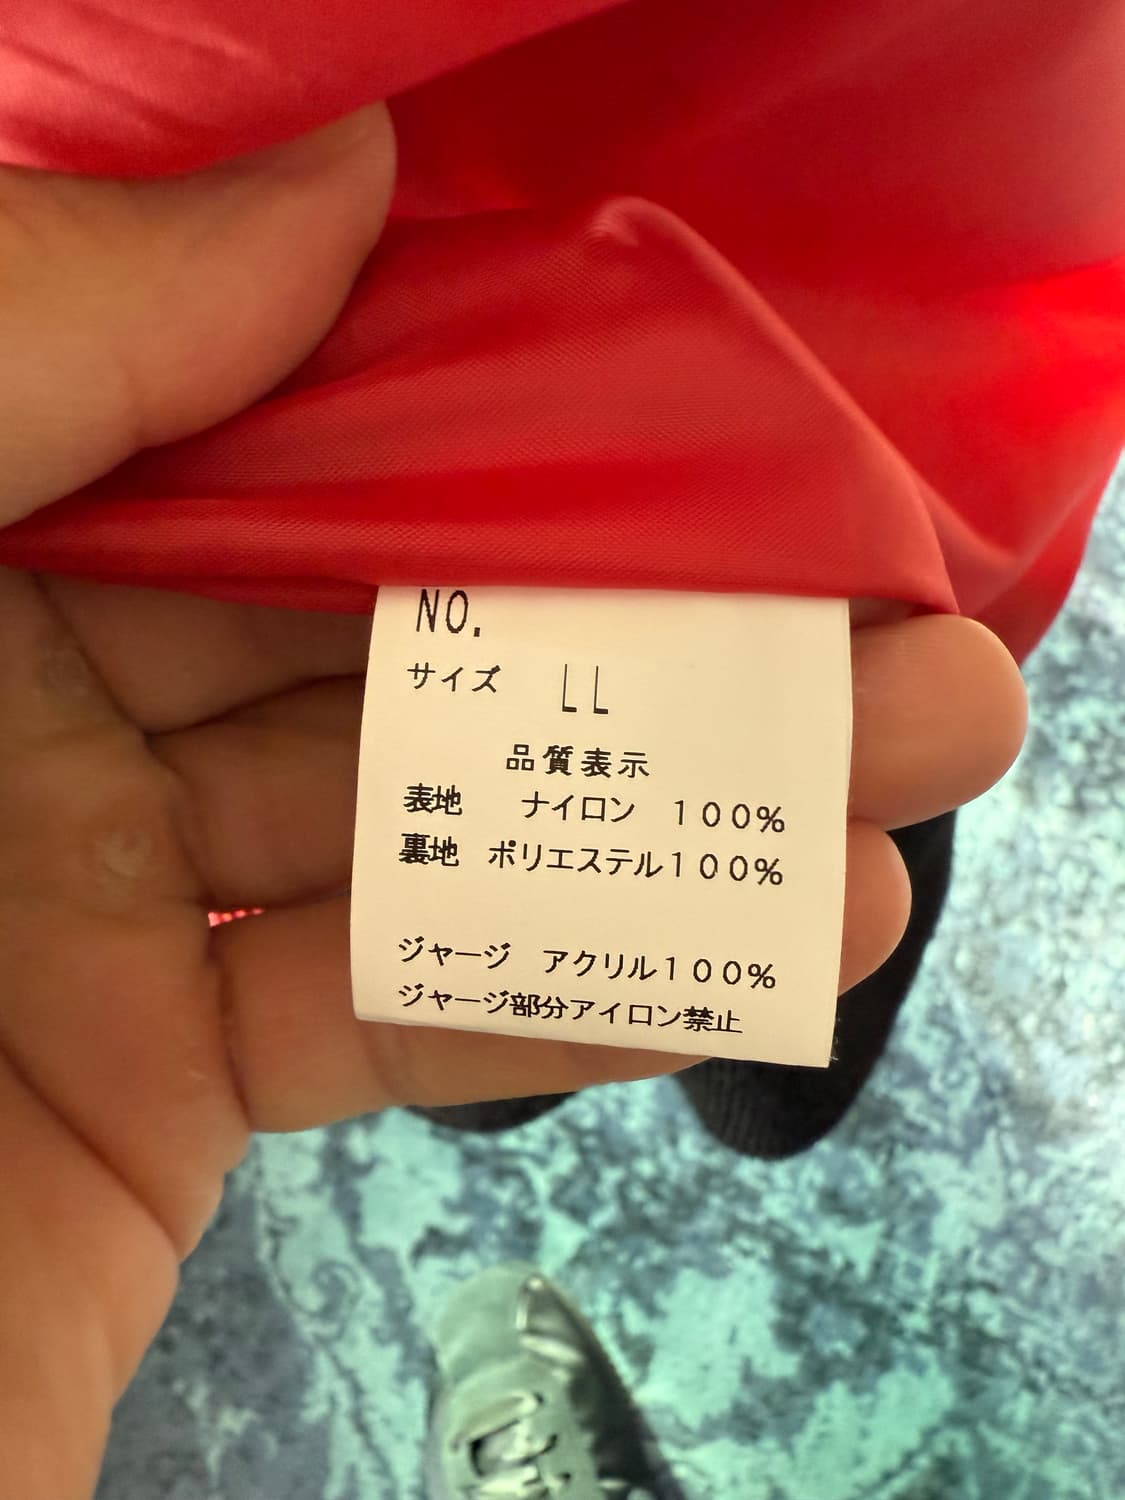 NO.
サイズ LL
品質表示
表地 ナイロン 100%
裏地 ポリエステル100%
ジャージ アクリル100%
ジャージ部分アイロン禁止